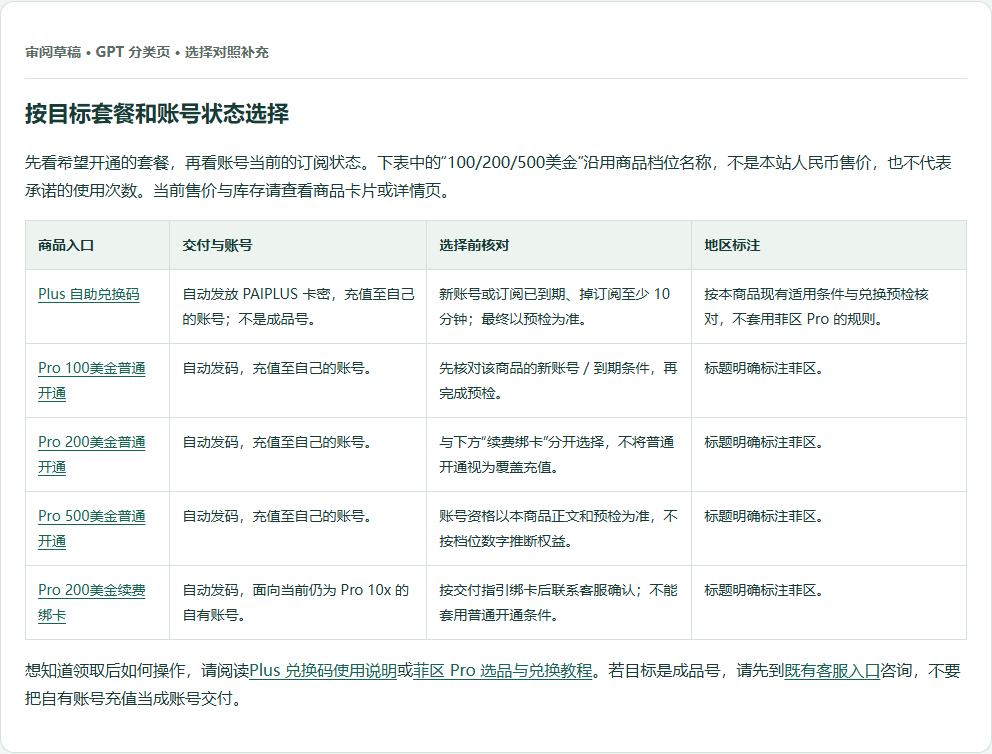 审阅草稿 • GPT 分类页 • 选择对照补充
按目标套餐和账号状态选择
先看希望开通的套餐，再看账号当前的订阅状态。下表中的“100/200/500美金”沿用商品档位名称，不是本站人民币售价，也不代表
承诺的使用次数。当前售价与库存请查看商品卡片或详情页。
商品入口 交付与账号 选择前核对 地区标注
Plus 自助兑换码 自动发放 PAIPLUS 卡密，充值至自己 新账号或订阅已到期、掉订阅至少 10 按本商品现有适用条件与兑换预检核
的账号；不是成品号。 分钟；最终以预检为准。 对，不套用菲区 Pro 的规则。
Pro 100美金普通 自动发码，充值至自己的账号。 先核对该商品的新账号 / 到期条件，再 标题明确标注菲区。
开通 完成预检。
Pro 200美金普通 自动发码，充值至自己的账号。 与下方“续费绑卡”分开选择，不将普通 标题明确标注菲区。
开通 开通视为覆盖充值。
Pro 500美金普通 自动发码，充值至自己的账号。 账号资格以本商品正文和预检为准，不 标题明确标注菲区。
开通 按档位数字推断权益。
Pro 200美金续费 自动发码，面向当前仍为 Pro 10x 的 按交付指引绑卡后联系客服确认；不能 标题明确标注菲区。
绑卡 自有账号。 套用普通开通条件。
想知道领取后如何操作，请阅读Plus 兑换码使用说明或菲区 Pro 选品与兑换教程。若目标是成品号，请先到既有客服入口咨询，不要
把自有账号充值当成账号交付。